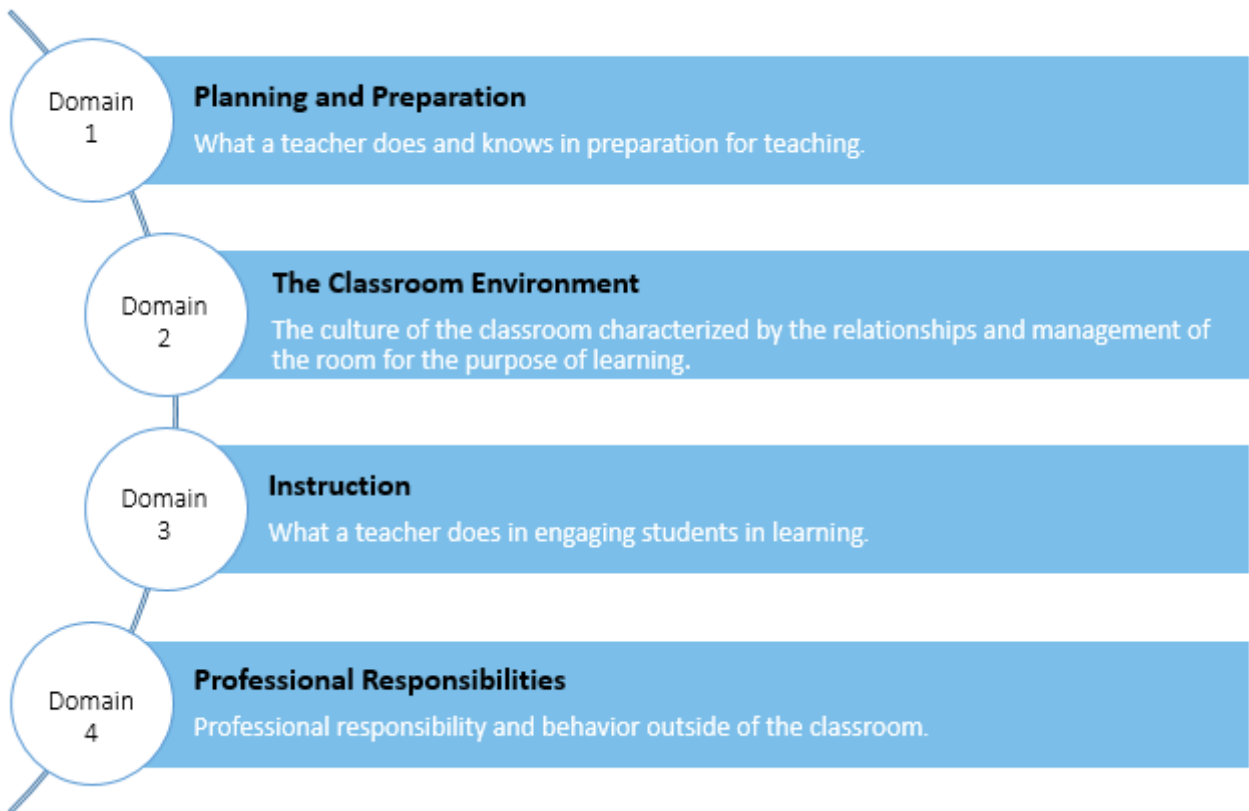 Domain
1
Planning and Preparation
What a teacher does and knows in preparation for teaching.
Domain
2
The Classroom Environment
The culture of the classroom characterized by the relationships and management of
the room for the purpose of learning.
Domain
3
Instruction
What a teacher does in engaging students in learning.
Domain
4
Professional Responsibilities
Professional responsibility and behavior outside of the classroom.